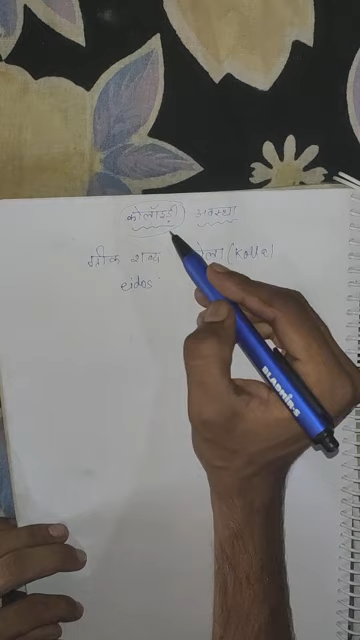 कोलॉइडी अवस्था
ग्रीक शब्द कोला (Kolla)
eidos